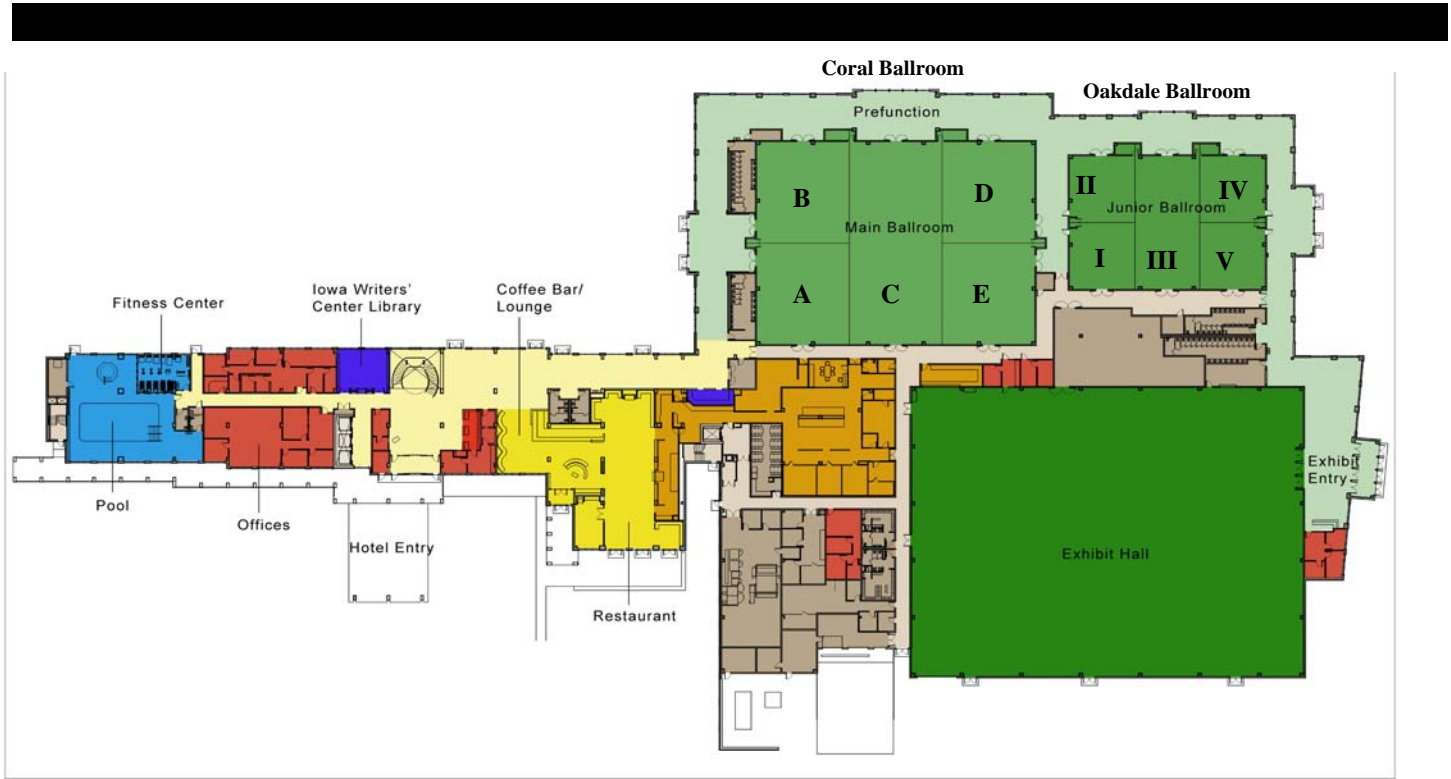 Coral Ballroom
Oakdale Ballroom
Prefunction
II
IV
B
D
Junior Ballroom
Main Ballroom
I
III
V
A
C
E
Iowa Writers'
Center Library
Coffee Bar/
Lounge
Fitness Center
Exhibit
Entry
Pool
Offices
Hotel Entry
Exhibit Hall
Restaurant